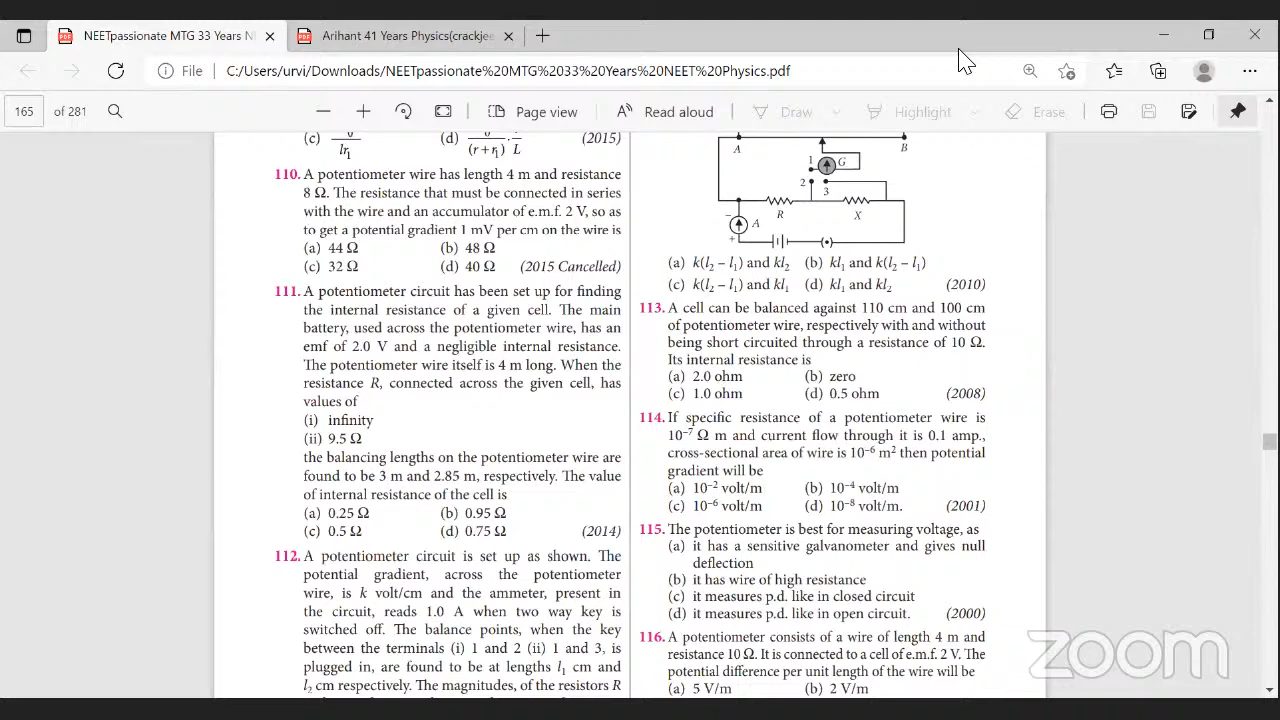 NEETpassionate MTG 33 Years N
Arihant 41 Years Physics{crackjee
File
C:/Users/urvi/Downloads/NEETpassionate%20MTG%2033%20Years%20NEET%20Physics.pdf
165 of 281
Page view
Read aloud
Draw
Highlight
Erase
(c) lr₁
(d) (r + r₁) · L (2015)
110. A potentiometer wire has length 4 m and resistance
8 Ω. The resistance that must be connected in series
with the wire and an accumulator of e.m.f. 2 V, so as
to get a potential gradient 1 mV per cm on the wire is
(a) 44 Ω (b) 48 Ω
(c) 32 Ω (d) 40 Ω (2015 Cancelled)
111. A potentiometer circuit has been set up for finding
the internal resistance of a given cell. The main
battery, used across the potentiometer wire, has an
emf of 2.0 V and a negligible internal resistance.
The potentiometer wire itself is 4 m long. When the
resistance R, connected across the given cell, has
values of
(i) infinity
(ii) 9.5 Ω
the balancing lengths on the potentiometer wire are
found to be 3 m and 2.85 m, respectively. The value
of internal resistance of the cell is
(a) 0.25 Ω (b) 0.95 Ω
(c) 0.5 Ω (d) 0.75 Ω (2014)
112. A potentiometer circuit is set up as shown. The
potential gradient, across the potentiometer
wire, is k volt/cm and the ammeter, present in
the circuit, reads 1.0 A when two way key is
switched off. The balance points, when the key
between the terminals (i) 1 and 2 (ii) 1 and 3, is
plugged in, are found to be at lengths l₁ cm and
l₂ cm respectively. The magnitudes, of the resistors R
A B
1 G
2 3
R X
− A
+
(a) k(l₂ – l₁) and kl₂ (b) kl₁ and k(l₂ – l₁)
(c) k(l₂ – l₁) and kl₁ (d) kl₁ and kl₂ (2010)
113. A cell can be balanced against 110 cm and 100 cm
of potentiometer wire, respectively with and without
being short circuited through a resistance of 10 Ω.
Its internal resistance is
(a) 2.0 ohm (b) zero
(c) 1.0 ohm (d) 0.5 ohm (2008)
114. If specific resistance of a potentiometer wire is
10⁻⁷ Ω m and current flow through it is 0.1 amp.,
cross-sectional area of wire is 10⁻⁶ m² then potential
gradient will be
(a) 10⁻² volt/m (b) 10⁻⁴ volt/m
(c) 10⁻⁶ volt/m (d) 10⁻⁸ volt/m. (2001)
115. The potentiometer is best for measuring voltage, as
(a) it has a sensitive galvanometer and gives null
deflection
(b) it has wire of high resistance
(c) it measures p.d. like in closed circuit
(d) it measures p.d. like in open circuit. (2000)
116. A potentiometer consists of a wire of length 4 m and
resistance 10 Ω. It is connected to a cell of e.m.f. 2 V. The
potential difference per unit length of the wire will be
(a) 5 V/m (b) 2 V/m
zoom